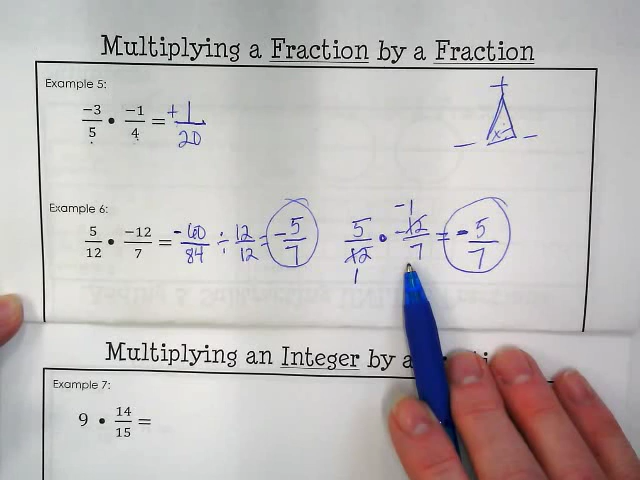 Multiplying a Fraction by a Fraction
Example 5:
-3/5 • -1/4 = +1/20
+
x ÷
— —
Example 6:
5/12 • -12/7 = -60/84 ÷ 12/12 = -5/7
5/12 • -12/7 = -5/7
-1
1
Multiplying an Integer by a
Example 7:
9 • 14/15 =